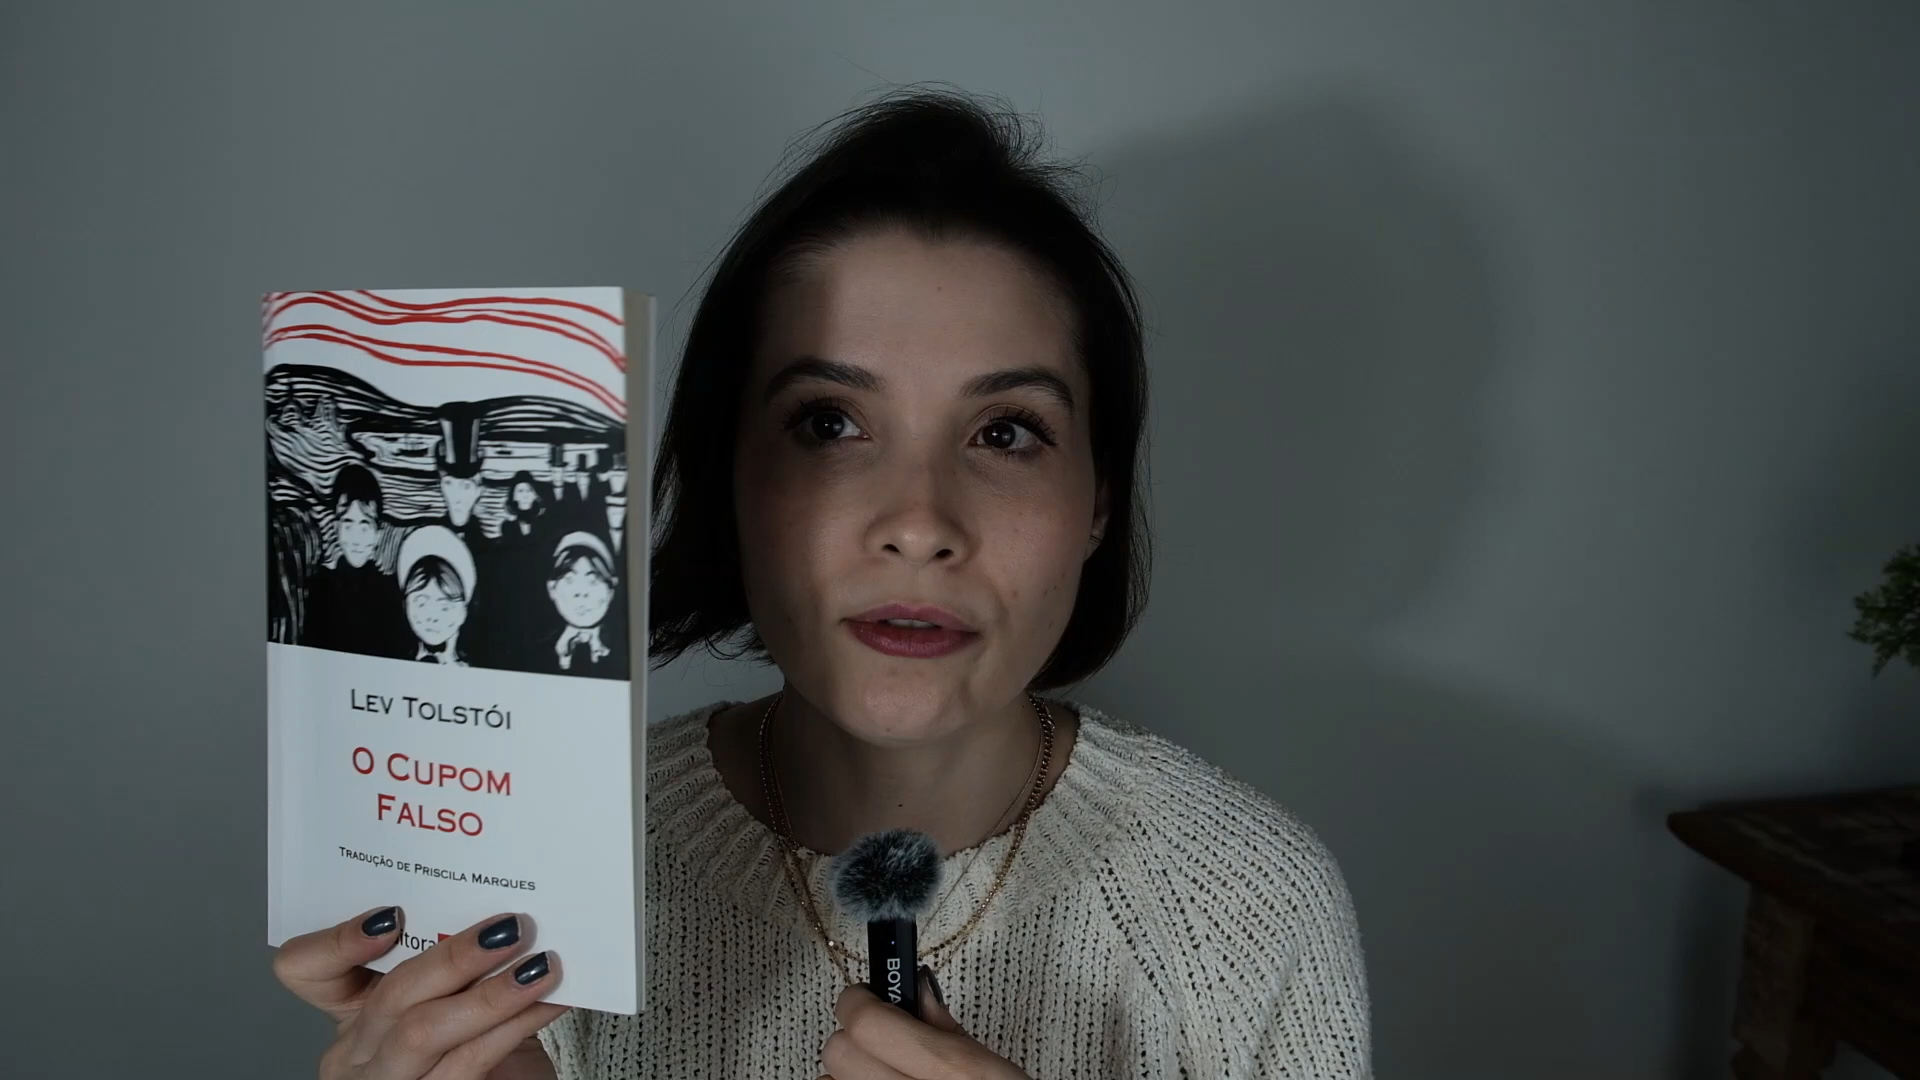 LEV TOLSTÓI
O CUPOM
FALSO
TRADUÇÃO DE PRISCILA MARQUES
BOYA